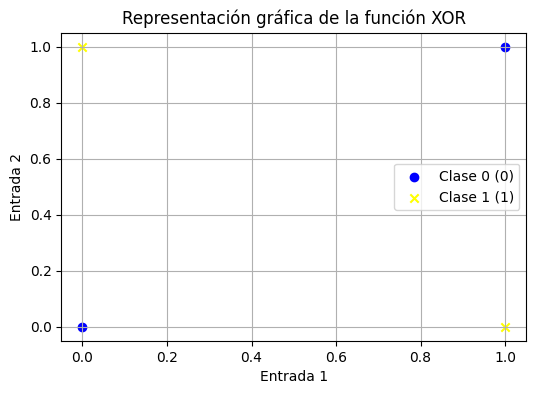 Representación gráfica de la función XOR
1.0
0.8
0.6
0.4
0.2
0.0
Entrada 2
Clase 0 (0)
Clase 1 (1)
0.0 0.2 0.4 0.6 0.8 1.0
Entrada 1